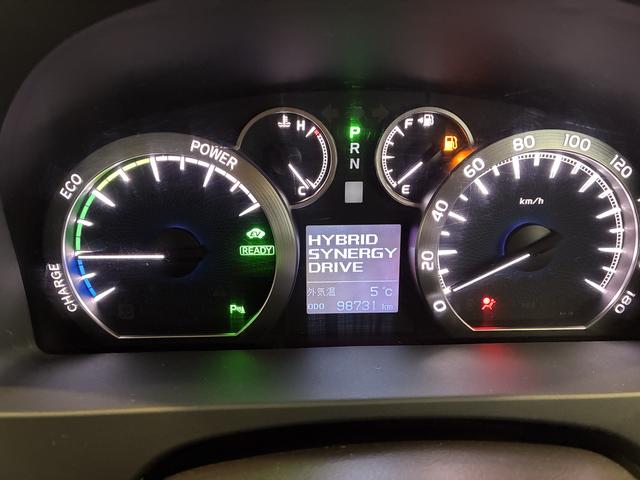 POWER
ECO
CHARGE
EV
READY
P
H
C
P
R
N
F
E
HYBRID
SYNERGY
DRIVE
外気温 5℃
ODO 98731 km
0
20
40
60
80
100
120
180
km/h